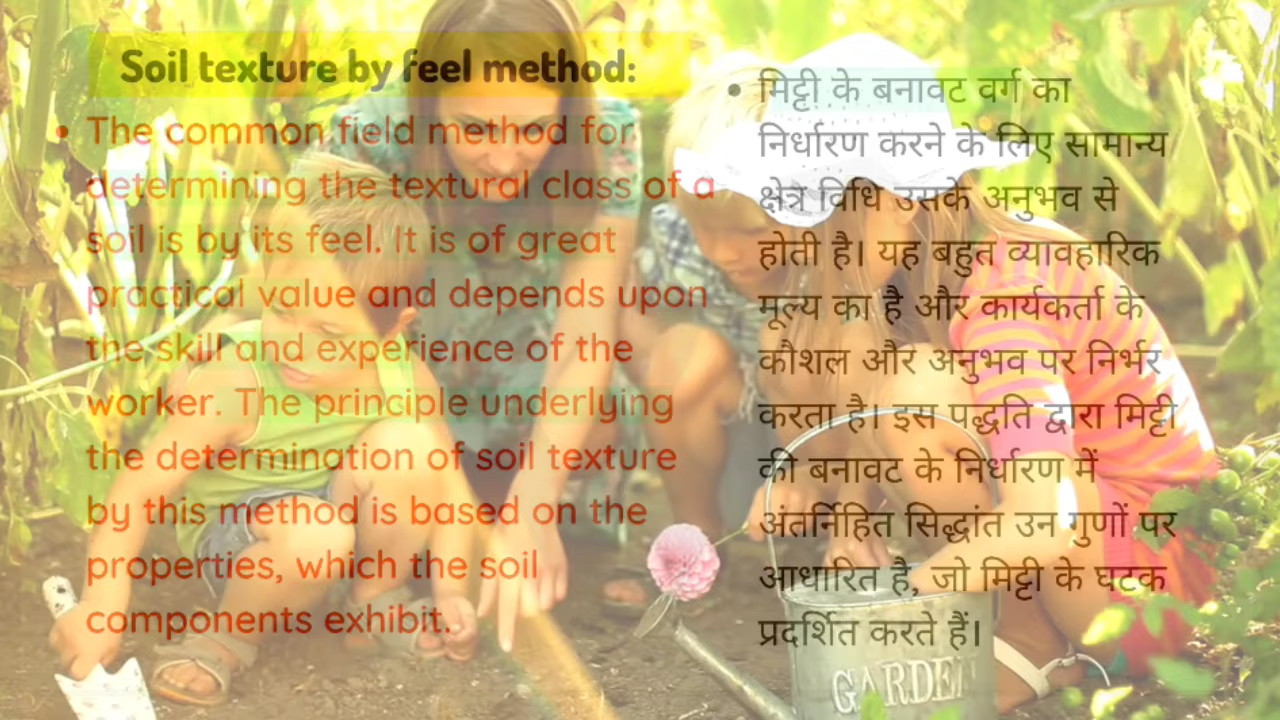 Soil texture by feel method:
• The common field method for
determining the textural class of a
soil is by its feel. It is of great
practical value and depends upon
the skill and experience of the
worker. The principle underlying
the determination of soil texture
by this method is based on the
properties, which the soil
components exhibit.
• मिट्टी के बनावट वर्ग का
निर्धारण करने के लिए सामान्य
क्षेत्र विधि उसके अनुभव से
होती है। यह बहुत व्यावहारिक
मूल्य का है और कार्यकर्ता के
कौशल और अनुभव पर निर्भर
करता है। इस पद्धति द्वारा मिट्टी
की बनावट के निर्धारण में
अंतर्निहित सिद्धांत उन गुणों पर
आधारित है, जो मिट्टी के घटक
प्रदर्शित करते हैं।
GARDEN